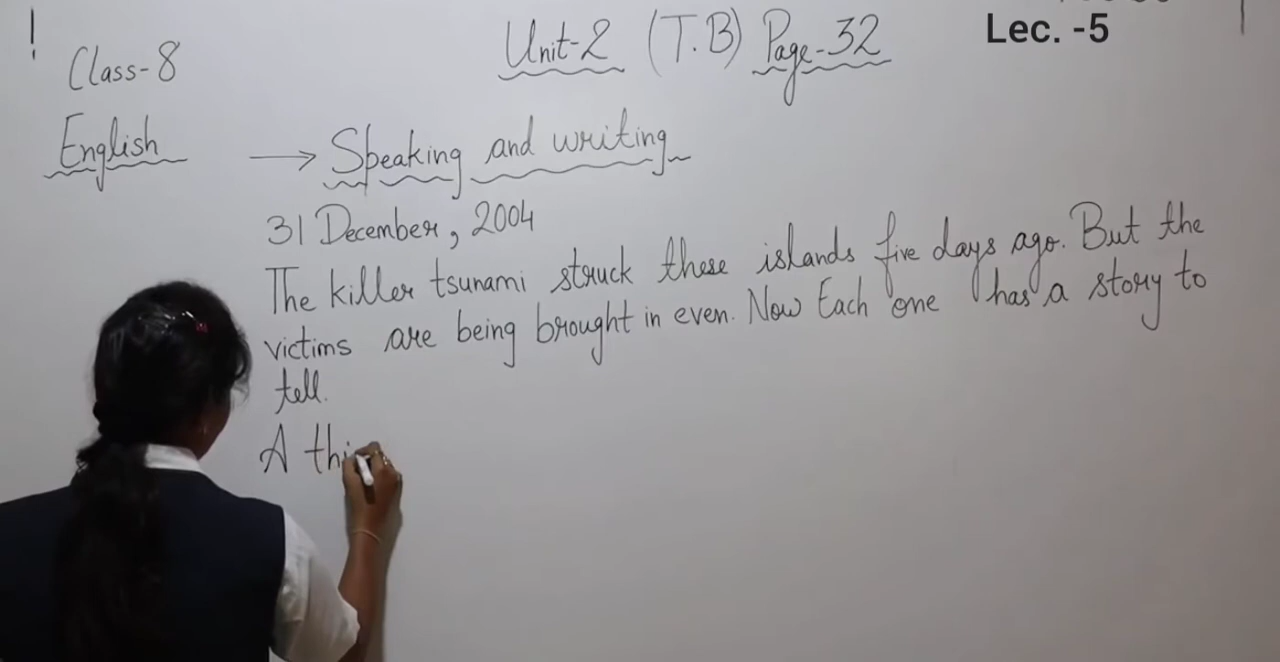 Class-8
Unit-2 (T.B) Page-32
Lec. -5
English
→ Speaking and writing
31 December, 2004
The killer tsunami struck these islands five days ago. But the
victims are being brought in even. Now Each one has a story to
tell.
A thi